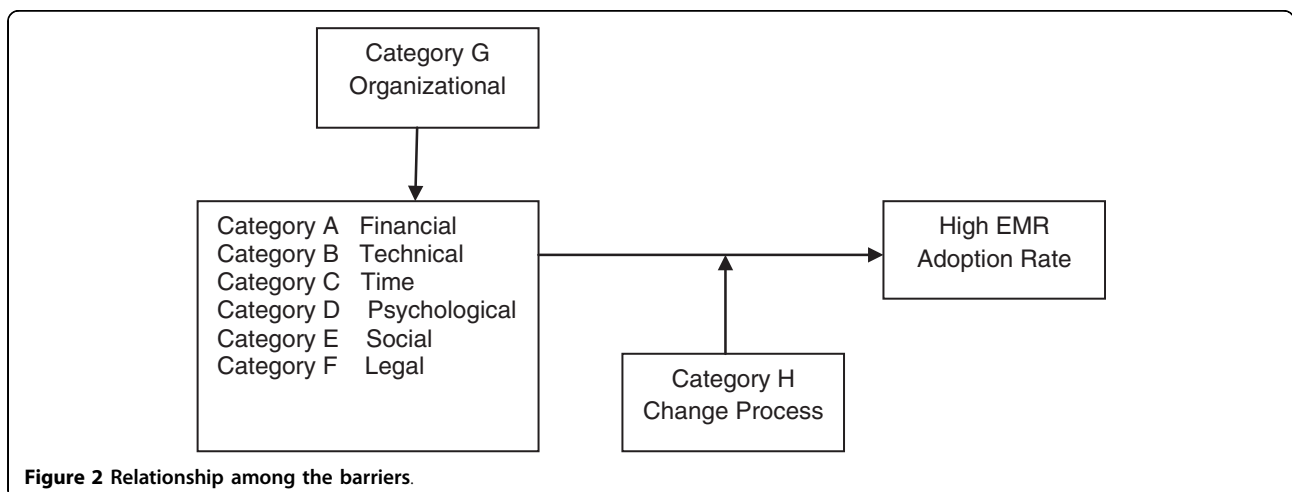 Category G
Organizational
Category A Financial
Category B Technical
Category C Time
Category D Psychological
Category E Social
Category F Legal
High EMR
Adoption Rate
Category H
Change Process
Figure 2 Relationship among the barriers.